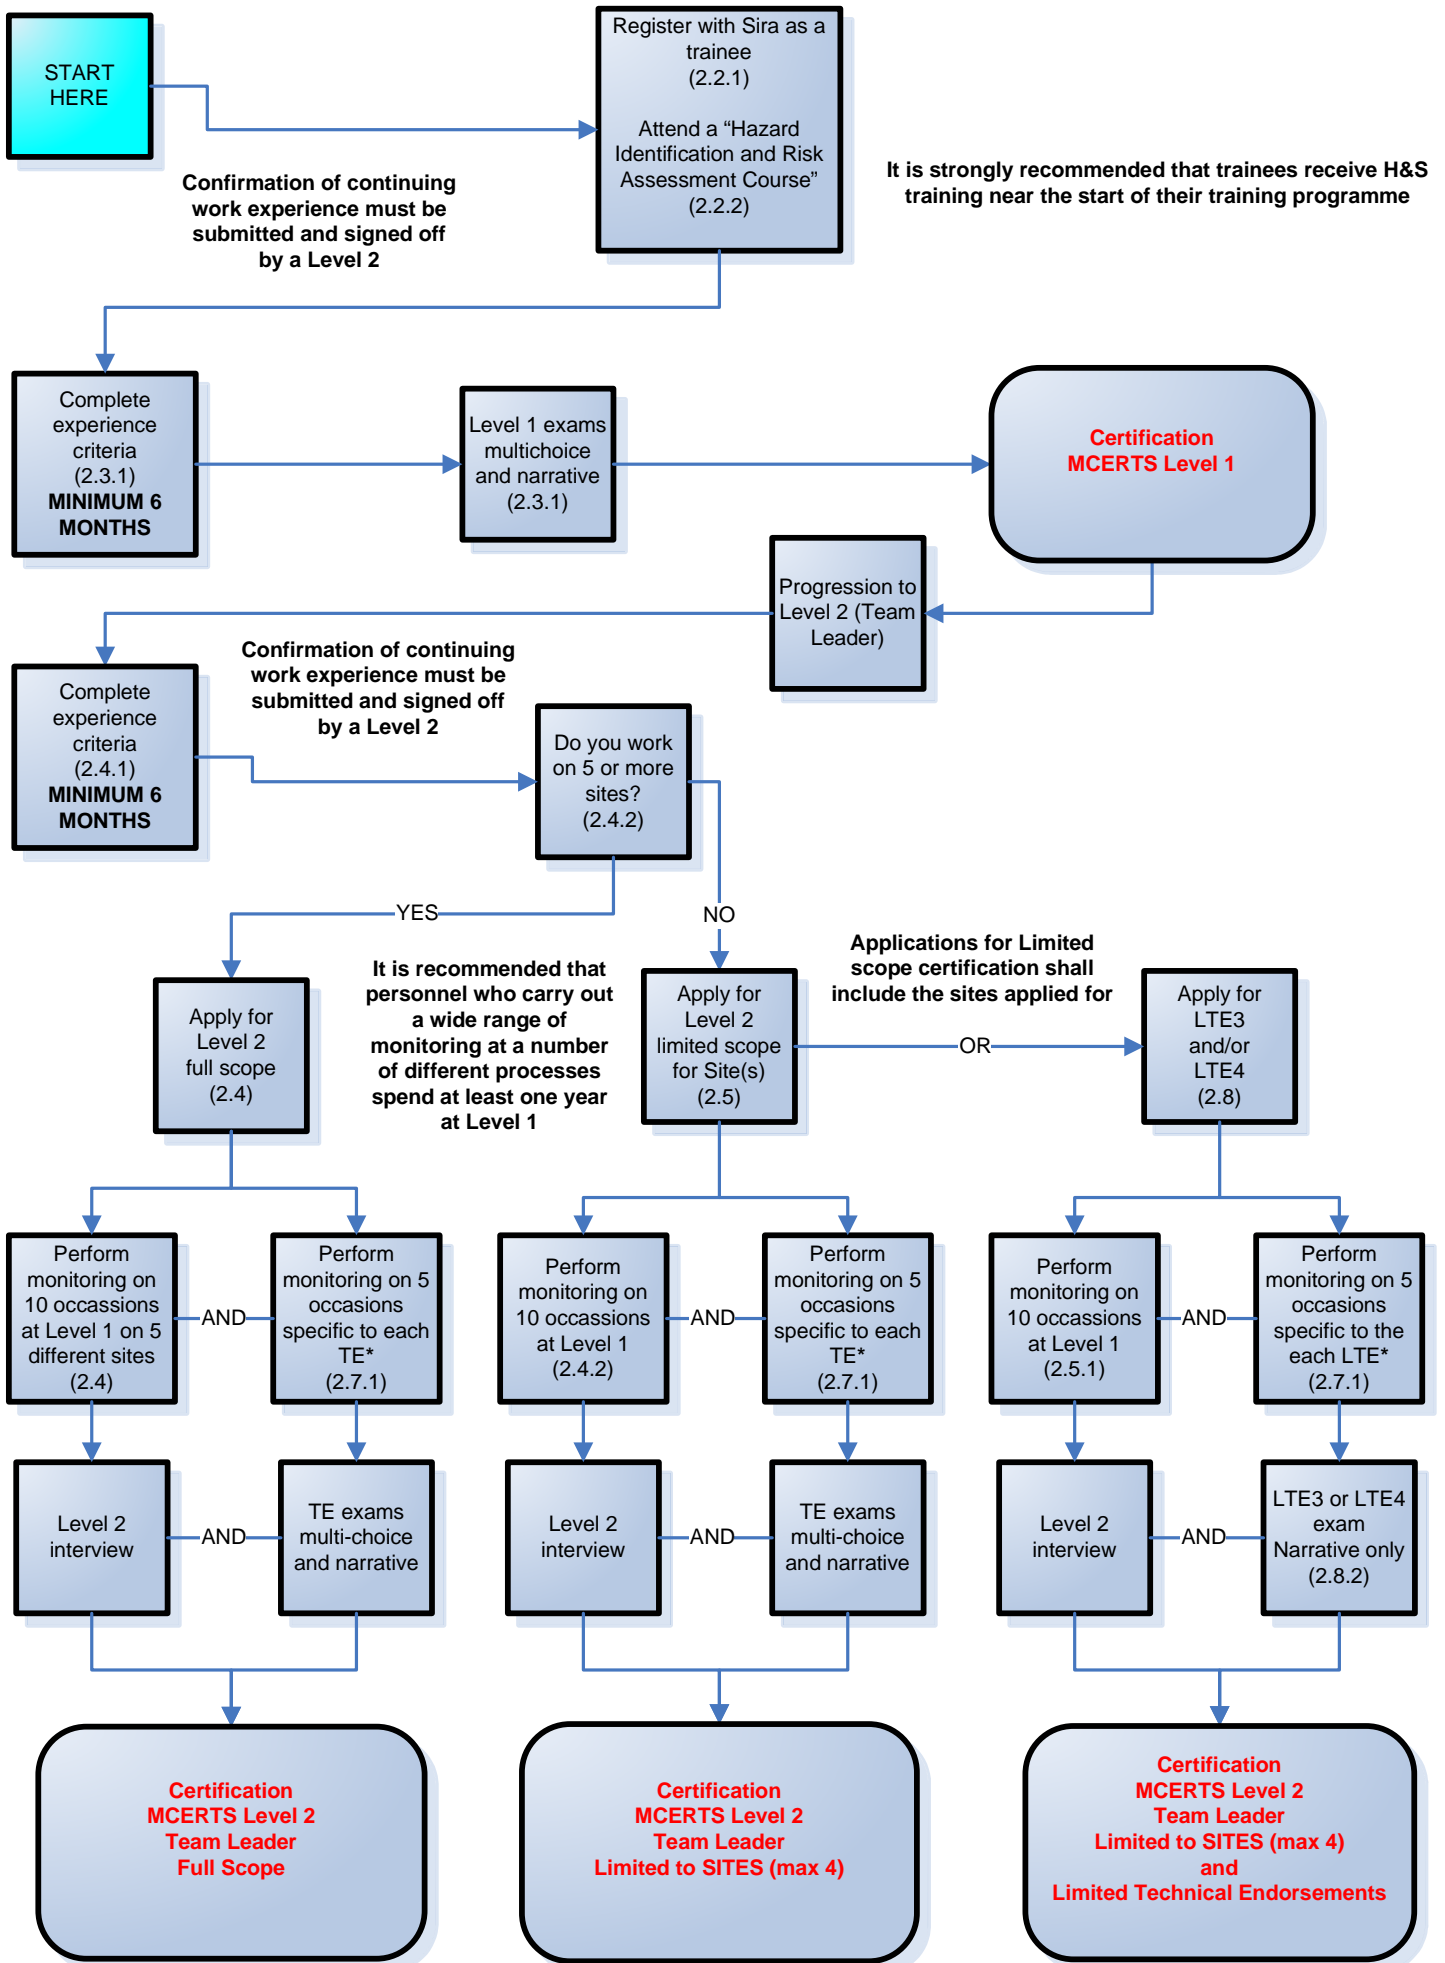 START
HERE
Register with Sira as a
trainee
(2.2.1)
Attend a “Hazard
Identification and Risk
Assessment Course”
(2.2.2)
It is strongly recommended that trainees receive H&S
training near the start of their training programme
Confirmation of continuing
work experience must be
submitted and signed off
by a Level 2
Complete
experience
criteria
(2.3.1)
MINIMUM 6
MONTHS
Level 1 exams
multichoice
and narrative
(2.3.1)
Certification
MCERTS Level 1
Progression to
Level 2 (Team
Leader)
Confirmation of continuing
work experience must be
submitted and signed off
by a Level 2
Complete
experience
criteria
(2.4.1)
MINIMUM 6
MONTHS
Do you work
on 5 or more
sites?
(2.4.2)
YES
NO
Apply for
Level 2
full scope
(2.4)
It is recommended that
personnel who carry out
a wide range of
monitoring at a number
of different processes
spend at least one year
at Level 1
Apply for
Level 2
limited scope
for Site(s)
(2.5)
Applications for Limited
scope certification shall
include the sites applied for
OR
Apply for
LTE3
and/or
LTE4
(2.8)
Perform
monitoring on
10 occassions
at Level 1 on 5
different sites
(2.4)
AND
Perform
monitoring on 5
occasions
specific to each
TE*
(2.7.1)
Perform
monitoring on
10 occassions
at Level 1
(2.4.2)
AND
Perform
monitoring on 5
occasions
specific to each
TE*
(2.7.1)
Perform
monitoring on
10 occassions
at Level 1
(2.5.1)
AND
Perform
monitoring on 5
occasions
specific to the
each LTE*
(2.7.1)
Level 2
interview
AND
TE exams
multi-choice
and narrative
Level 2
interview
AND
TE exams
multi-choice
and narrative
Level 2
interview
AND
LTE3 or LTE4
exam
Narrative only
(2.8.2)
Certification
MCERTS Level 2
Team Leader
Full Scope
Certification
MCERTS Level 2
Team Leader
Limited to SITES (max 4)
Certification
MCERTS Level 2
Team Leader
Limited to SITES (max 4)
and
Limited Technical Endorsements